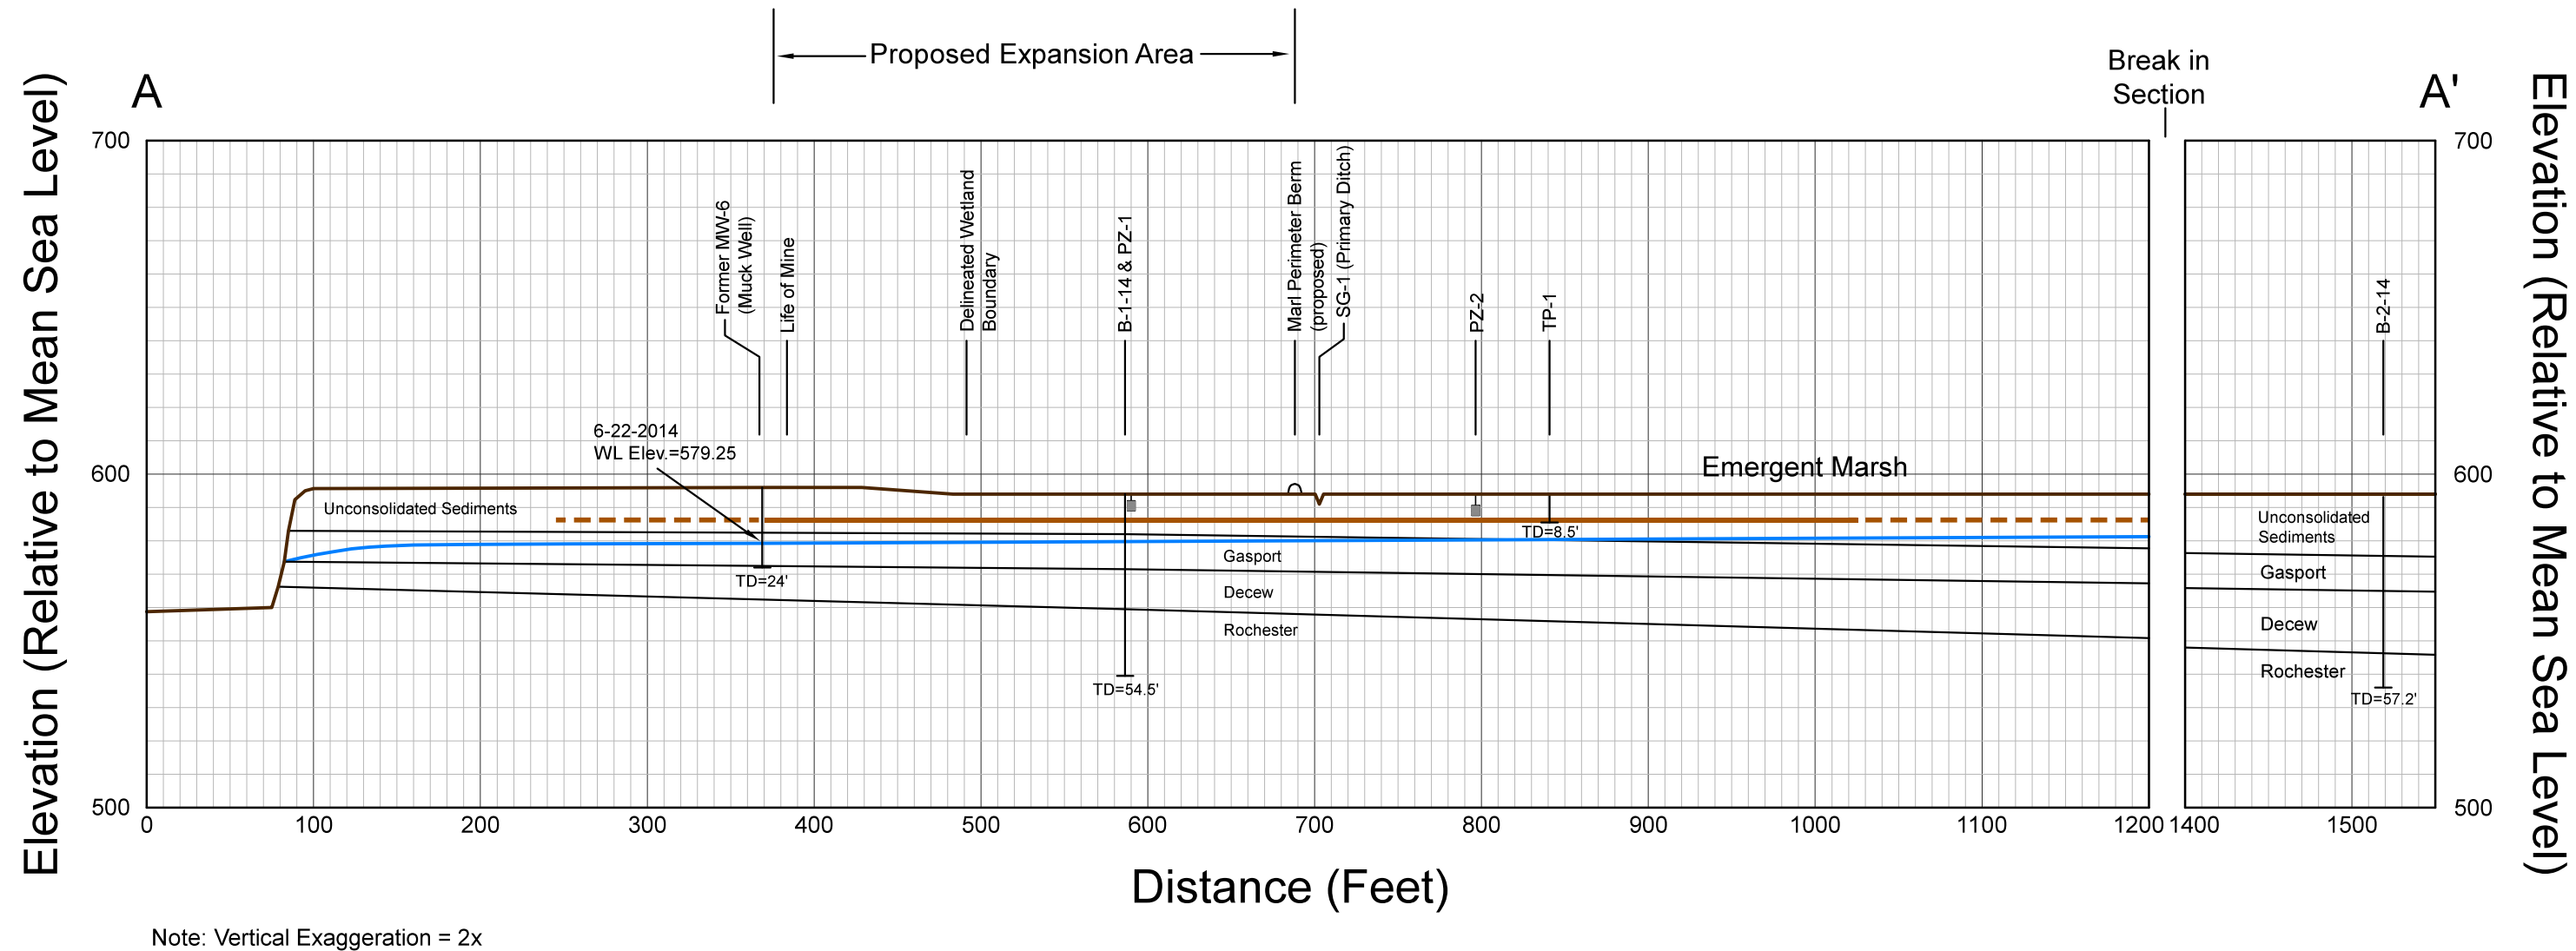 Proposed Expansion Area
Break in
Section
A
A'
Elevation (Relative to Mean Sea Level)
Elevation (Relative to Mean Sea Level)
700
700
Former MW-6
(Muck Well)
Life of Mine
Delineated Wetland
Boundary
B-1-14 & PZ-1
Marl Perimeter Berm
(proposed)
SG-1 (Primary Ditch)
PZ-2
TP-1
B-2-14
6-22-2014
WL Elev.=579.25
600
Emergent Marsh
600
Unconsolidated Sediments
Unconsolidated
Sediments
TD=8.5'
Gasport
Gasport
TD=24'
Decew
Decew
Rochester
Rochester
TD=54.5'
TD=57.2'
500
500
0
100
200
300
400
500
600
700
800
900
1000
1100
1200
1400
1500
Distance (Feet)
Note: Vertical Exaggeration = 2x